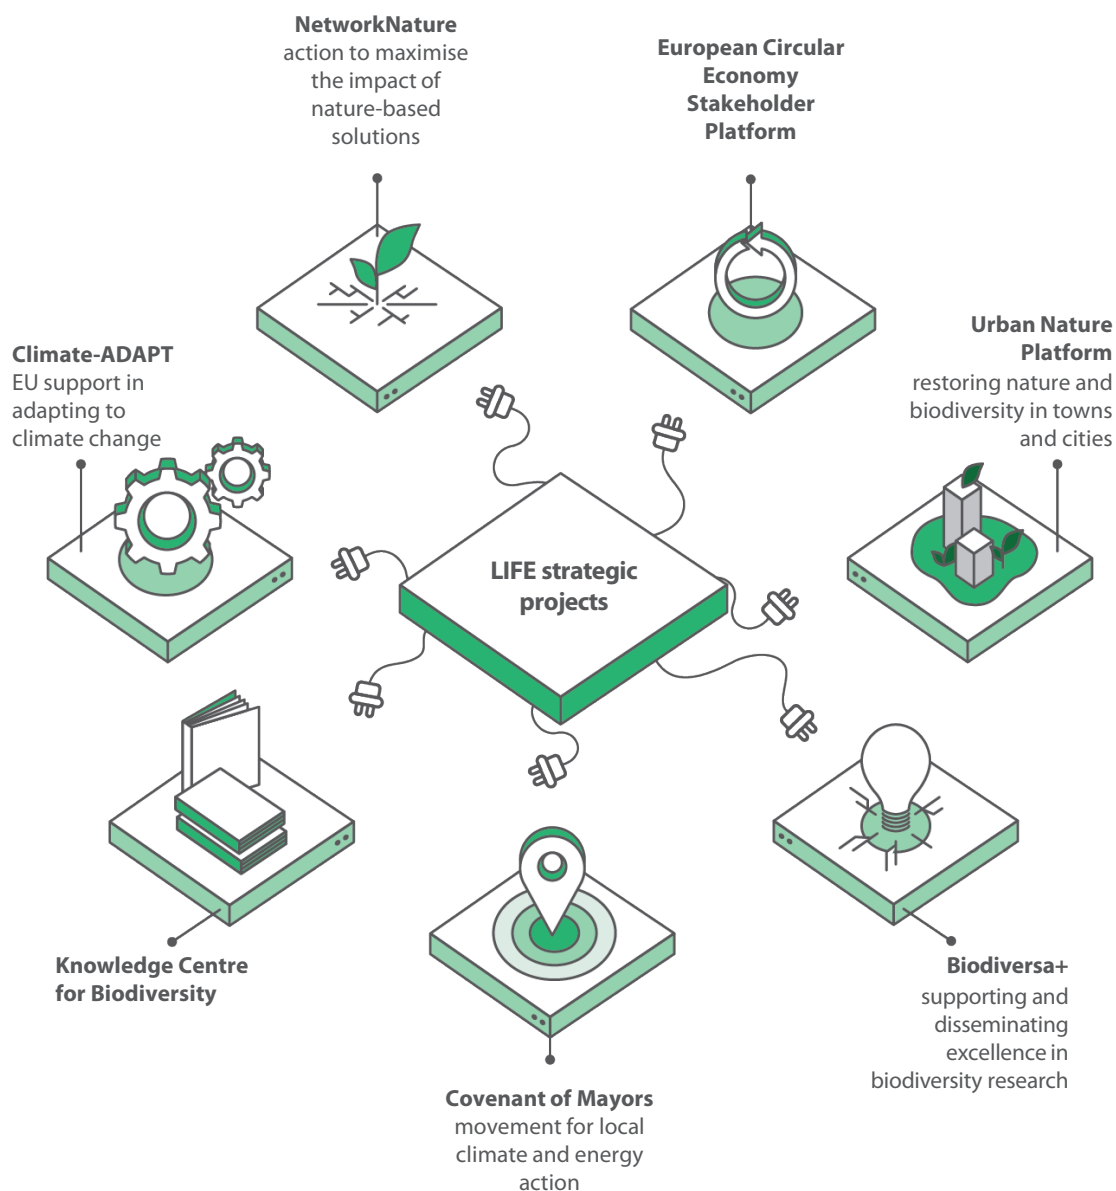 NetworkNature
action to maximise
the impact of
nature-based
solutions
European Circular
Economy
Stakeholder
Platform
Urban Nature
Platform
restoring nature and
biodiversity in towns
and cities
Climate-ADAPT
EU support in
adapting to
climate change
LIFE strategic
projects
Knowledge Centre
for Biodiversity
Biodiversa+
supporting and
disseminating
excellence in
biodiversity research
Covenant of Mayors
movement for local
climate and energy
action